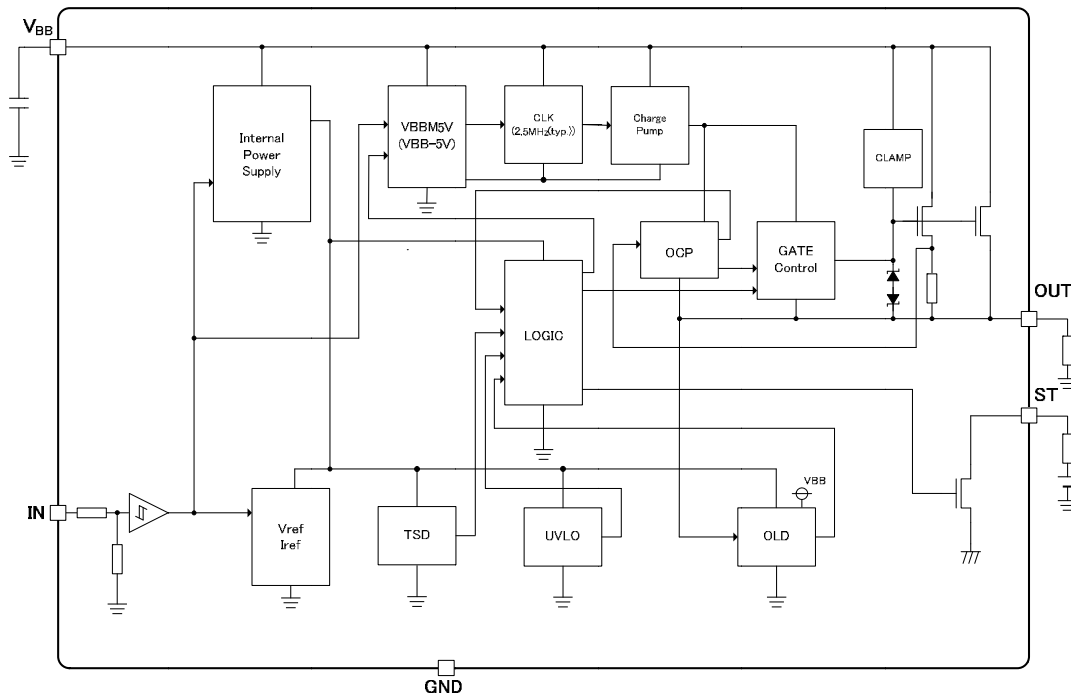 VBB
Internal
Power
Supply
VBBM5V
(VBB-5V)
CLK
(2.5MHz(typ.))
Charge
Pump
CLAMP
OCP
GATE
Control
LOGIC
OUT
ST
IN
Vref
Iref
TSD
UVLO
VBB
OLD
GND